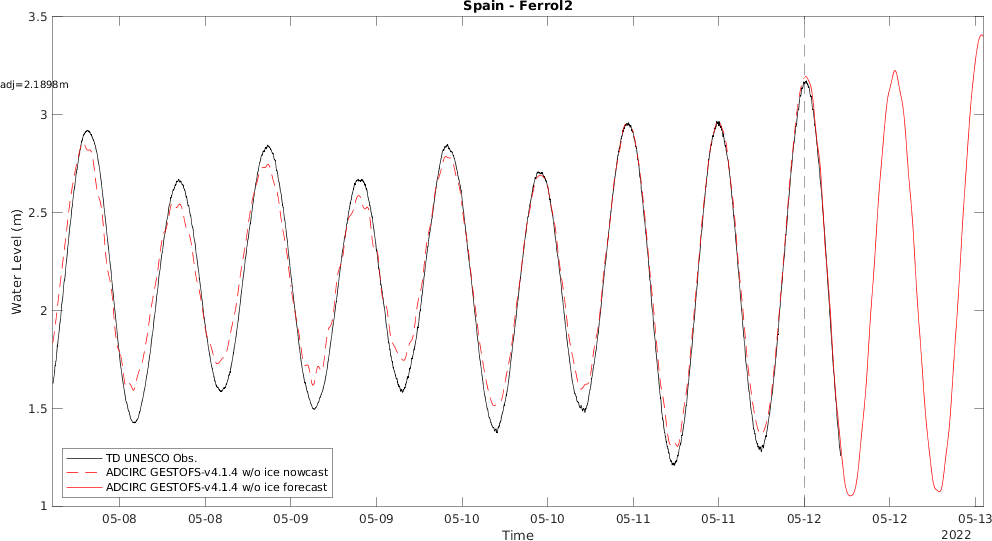 Spain - Ferrol2
3.5
adj=2.1898m
3
2.5
2
1.5
1
Water Level (m)
TD UNESCO Obs.
ADCIRC GESTOFS-v4.1.4 w/o ice nowcast
ADCIRC GESTOFS-v4.1.4 w/o ice forecast
05-08 05-08 05-09 05-09 05-10 05-10 05-11 05-11 05-12 05-12 05-13
Time
2022